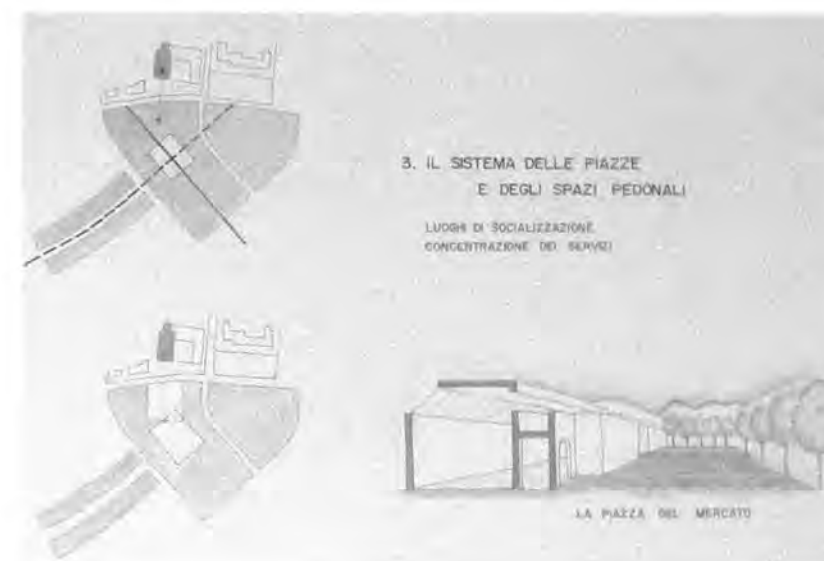 3. IL SISTEMA DELLE PIAZZE
E DEGLI SPAZI PEDONALI
LUOGHI DI SOCIALIZZAZIONE
CONCENTRAZIONE DEI SERVIZI
LA PIAZZA DEL MERCATO